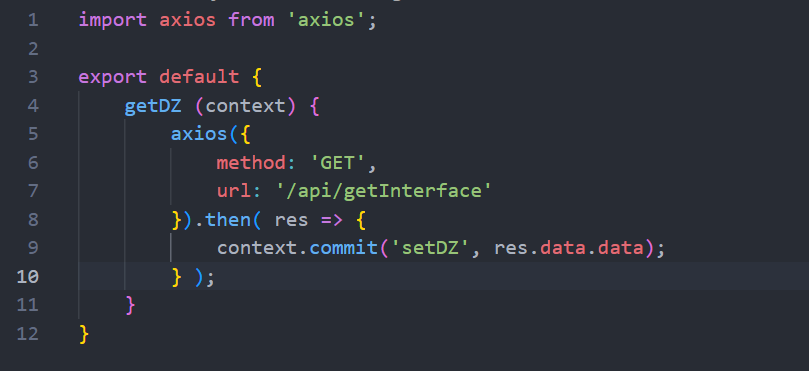 1 import axios from 'axios';
2
3 export default {
4     getDZ (context) {
5         axios({
6             method: 'GET',
7             url: '/api/getInterface'
8         }).then( res => {
9             context.commit('setDZ', res.data.data);
10         } );
11     }
12 }